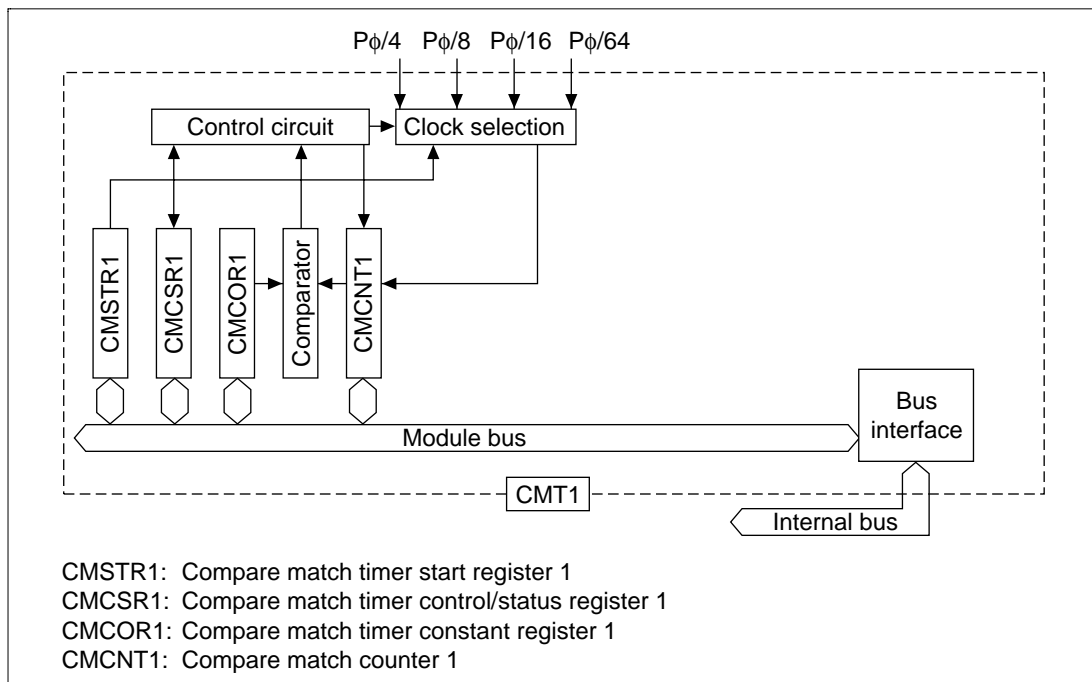 Pφ/4 Pφ/8 Pφ/16 Pφ/64
Control circuit
Clock selection
CMSTR1
CMCSR1
CMCOR1
Comparator
CMCNT1
Bus
interface
Module bus
CMT1
Internal bus
CMSTR1: Compare match timer start register 1
CMCSR1: Compare match timer control/status register 1
CMCOR1: Compare match timer constant register 1
CMCNT1: Compare match counter 1